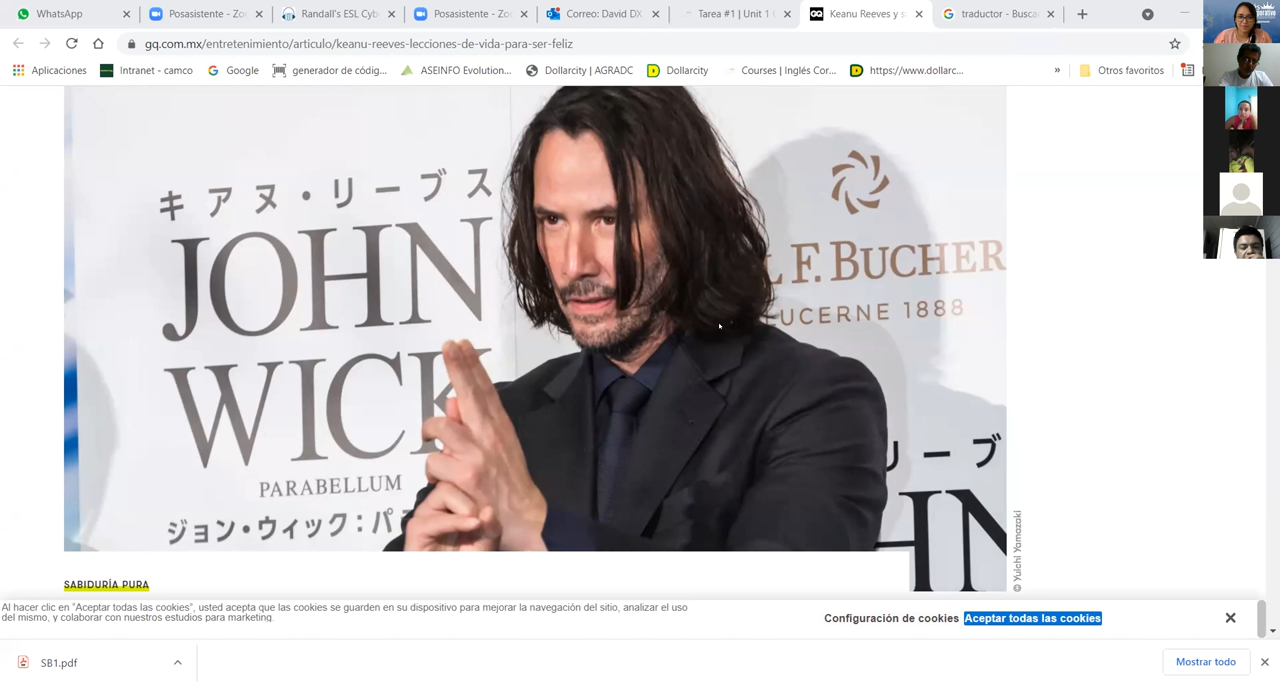 WhatsApp
Posasistente - Zoo
Randall's ESL Cyb
Posasistente - Zo
Correo: David DX
Tarea #1 | Unit 1
Keanu Reeves y s
traductor - Busca
gq.com.mx/entretenimiento/articulo/keanu-reeves-lecciones-de-vida-para-ser-feliz
Aplicaciones
Intranet - camco
Google
generador de códig...
ASEINFO Evolution...
Dollarcity | AGRADC
Dollarcity
Courses | Inglés Cor...
https://www.dollarc...
»
Otros favoritos
キアヌ・リーブス
JOHN
WICK
PARABELLUM
ジョン・ウィック：パ
L F. BUCHER
LUCERNE 1888
リーブ
JOHN
© Yuichi Yamazaki
SABIDURÍA PURA
Al hacer clic en “Aceptar todas las cookies”, usted acepta que las cookies se guarden en su dispositivo para mejorar la navegación del sitio, analizar el uso
del mismo, y colaborar con nuestros estudios para marketing.
Configuración de cookies
Aceptar todas las cookies
SB1.pdf
Mostrar todo